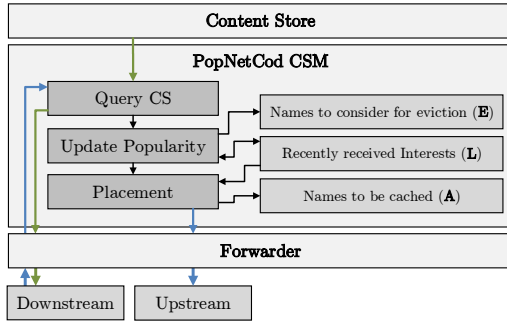 Content Store
PopNetCod CSM
Query CS
Names to consider for eviction (E)
Update Popularity
Recently received Interests (L)
Placement
Names to be cached (A)
Forwarder
Downstream
Upstream